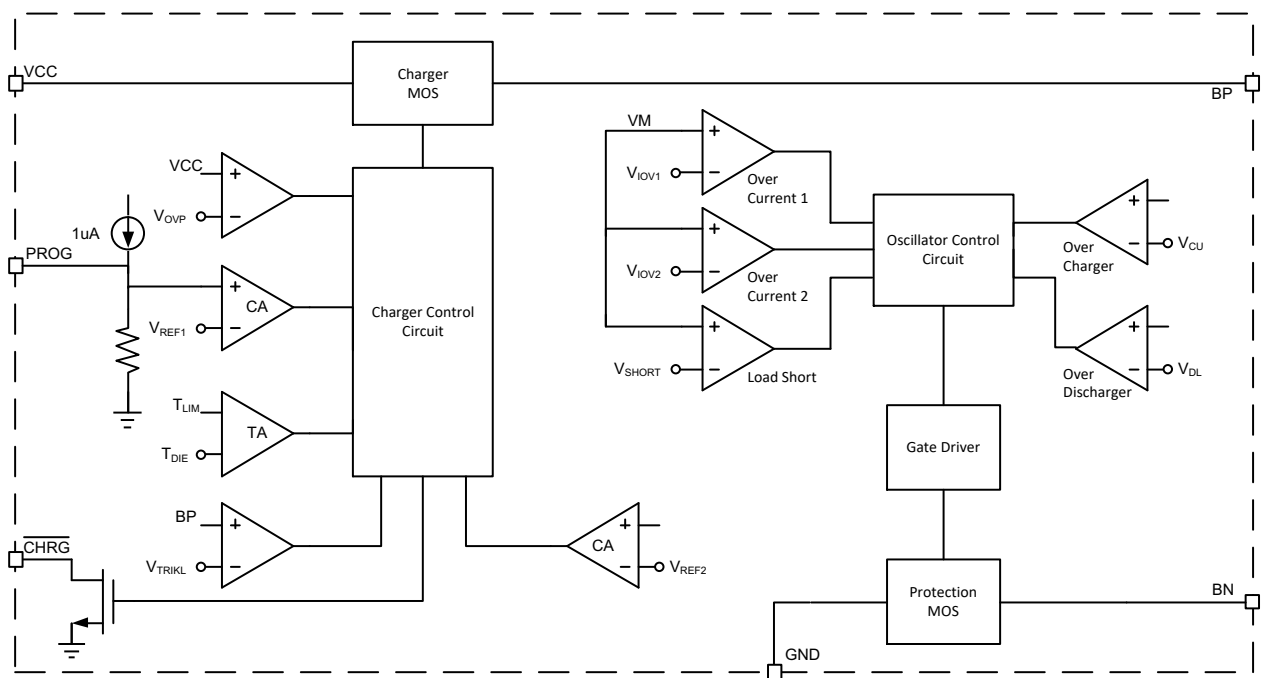 VCC
Charger
MOS
BP
VCC
+
VOVP
−
1uA
PROG
+
CA
VREF1
−
Charger Control
Circuit
TLIM
TA
TDIE
BP
+
VTRIKL
−
CHRG
+
CA
−
VREF2
VM
+
VIOV1
−
Over
Current 1
+
VIOV2
−
Over
Current 2
+
VSHORT
−
Load Short
Oscillator Control
Circuit
+
−
VCU
Over
Charger
+
−
VDL
Over
Discharger
Gate Driver
Protection
MOS
BN
GND